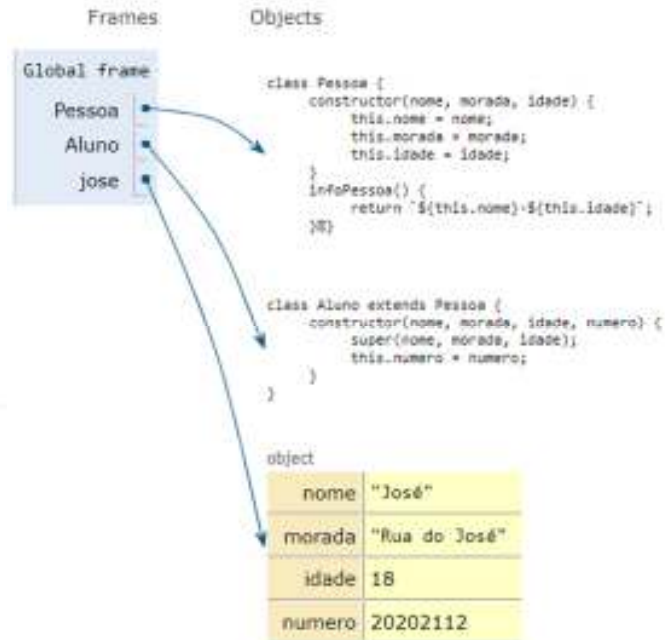 Frames
Objects
Global frame
Pessoa
Aluno
jose
class Pessoa {
constructor(nome, morada, idade) {
this.nome = nome;
this.morada = morada;
this.idade = idade;
}
infoPessoa() {
return `${this.nome}-${this.idade}`;
}
class Aluno extends Pessoa {
constructor(nome, morada, idade, numero) {
super(nome, morada, idade);
this.numero = numero;
}
}
object
nome "José"
morada "Rua do José"
idade 18
numero 20202112